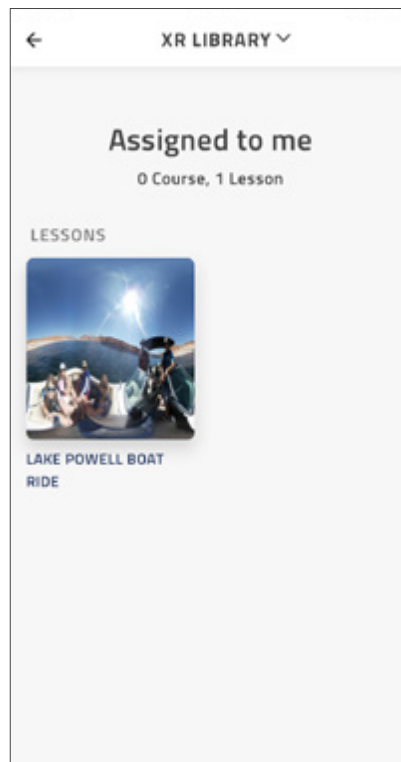 XR LIBRARY
Assigned to me
0 Course, 1 Lesson
LESSONS
LAKE POWELL BOAT
RIDE